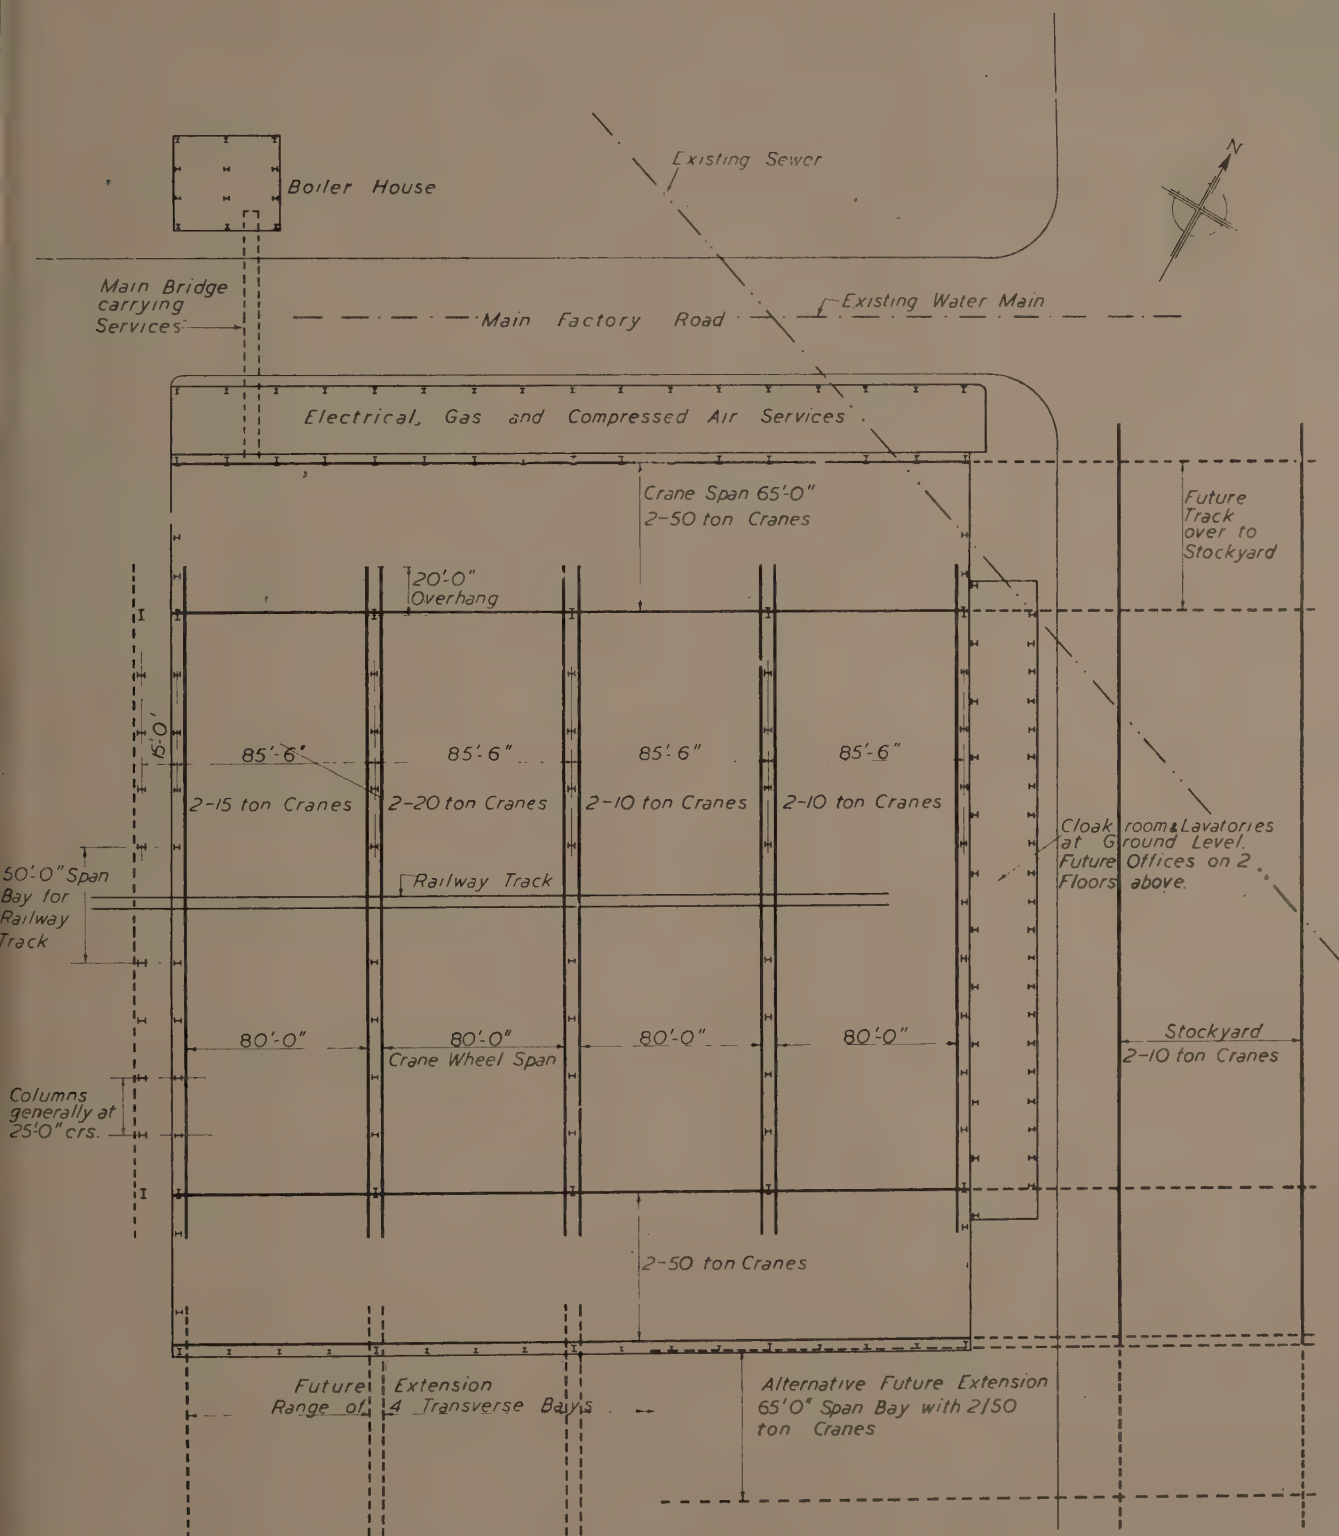 N
Existing Sewer
Boiler House
Main Bridge
carrying
Services
Existing Water Main
Main Factory Road
Electrical, Gas and Compressed Air Services
Crane Span 65'-0"
2-50 ton Cranes
Future
Track
over to
Stockyard
20'-0"
Overhang
15'-0'
85'-6"
85'-6"
85'-6"
85'-6"
2-15 ton Cranes
2-20 ton Cranes
2-10 ton Cranes
2-10 ton Cranes
Cloak room & Lavatories
at Ground Level.
Future Offices on 2
Floors above.
50'-0" Span
Bay for
Railway
Track
Railway Track
80'-0"
80'-0"
Crane Wheel Span
80'-0"
80'-0"
Stockyard
2-10 ton Cranes
Columns
generally at
25'-0" crs.
2-50 ton Cranes
Future Extension
Range of 4 Transverse Bays
Alternative Future Extension
65'-0" Span Bay with 2/50
ton Cranes